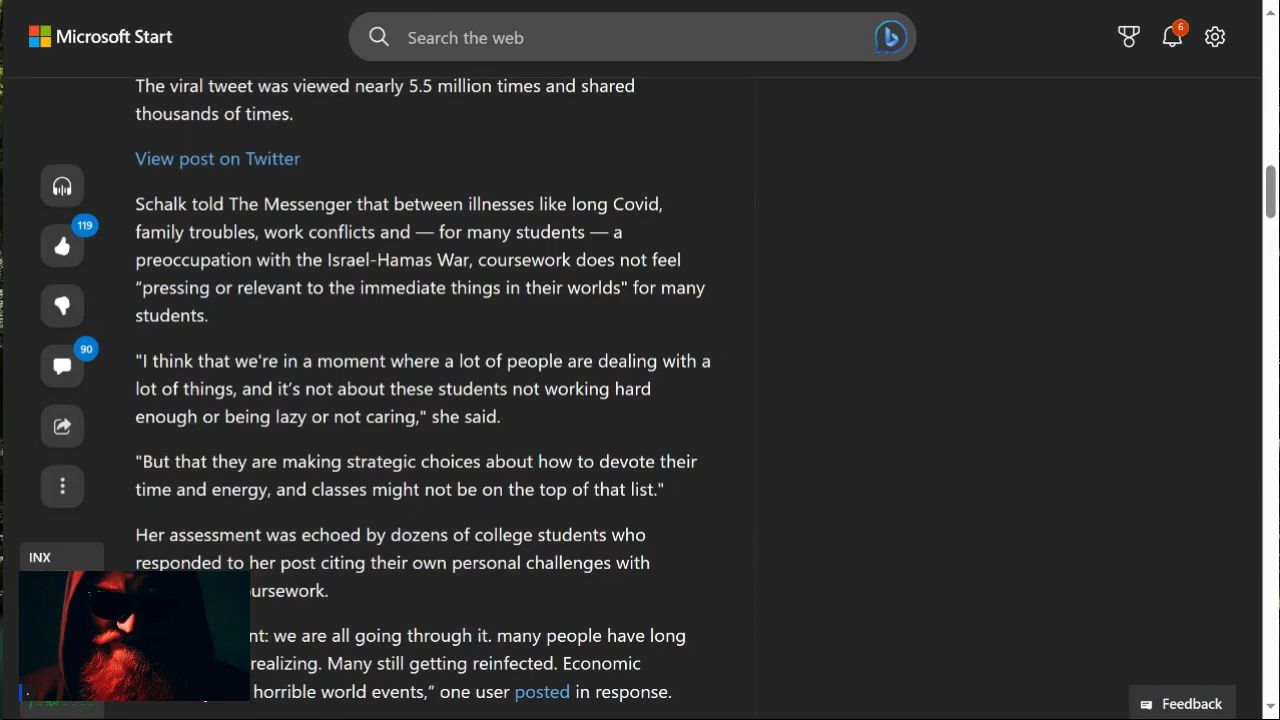 Microsoft Start
Search the web
6
The viral tweet was viewed nearly 5.5 million times and shared
thousands of times.
View post on Twitter
119
Schalk told The Messenger that between illnesses like long Covid,
family troubles, work conflicts and — for many students — a
preoccupation with the Israel-Hamas War, coursework does not feel
“pressing or relevant to the immediate things in their worlds" for many
students.
90
"I think that we're in a moment where a lot of people are dealing with a
lot of things, and it’s not about these students not working hard
enough or being lazy or not caring," she said.
"But that they are making strategic choices about how to devote their
time and energy, and classes might not be on the top of that list."
Her assessment was echoed by dozens of college students who
INX
responded to her post citing their own personal challenges with
oursework.
nt: we are all going through it. many people have long
realizing. Many still getting reinfected. Economic
horrible world events,” one user posted in response.
Feedback